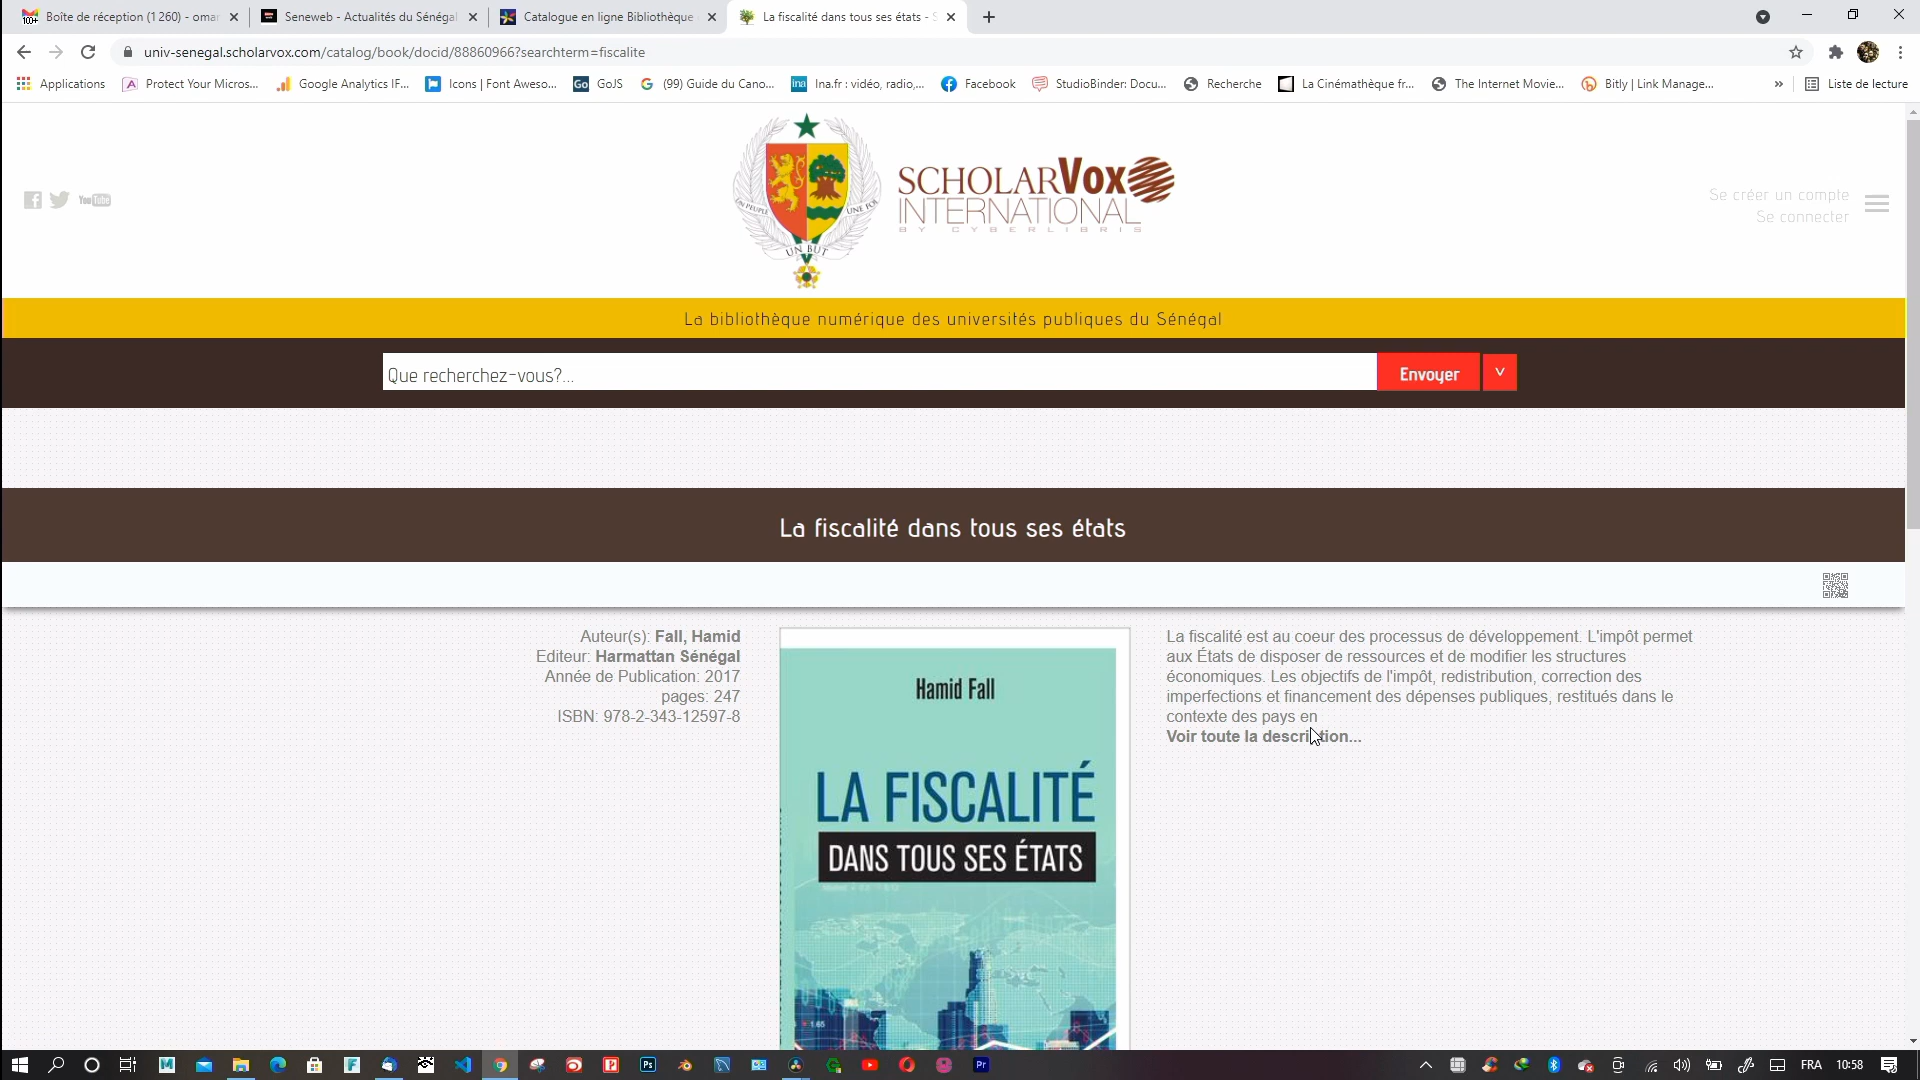 Boîte de réception (1 260) - omar
Seneweb - Actualités du Sénégal
Catalogue en ligne Bibliothèque
La fiscalité dans tous ses états - S
univ-senegal.scholarvox.com/catalog/book/docid/88860966?searchterm=fiscalite
Applications
Protect Your Micros...
Google Analytics IF...
Icons | Font Aweso...
Go GoJS
(99) Guide du Cano...
ina Ina.fr : vidéo, radio,...
Facebook
StudioBinder: Docu...
Recherche
La Cinémathèque fr...
The Internet Movie...
Bitly | Link Manage...
»
Liste de lecture
You Tube
UN PEUPLE
UNE FOI
UN BUT
SCHOLARVOX
INTERNATIONAL
BY CYBERLIBRIS
Se créer un compte
Se connecter
La bibliothèque numérique des universités publiques du Sénégal
Que recherchez-vous?...
Envoyer
La fiscalité dans tous ses états
Auteur(s): Fall, Hamid
Editeur: Harmattan Sénégal
Année de Publication: 2017
pages: 247
ISBN: 978-2-343-12597-8
Hamid Fall
LA FISCALITÉ
DANS TOUS SES ÉTATS
1.65
La fiscalité est au coeur des processus de développement. L'impôt permet
aux États de disposer de ressources et de modifier les structures
économiques. Les objectifs de l'impôt, redistribution, correction des
imperfections et financement des dépenses publiques, restitués dans le
contexte des pays en
Voir toute la description...
FRA
10:58